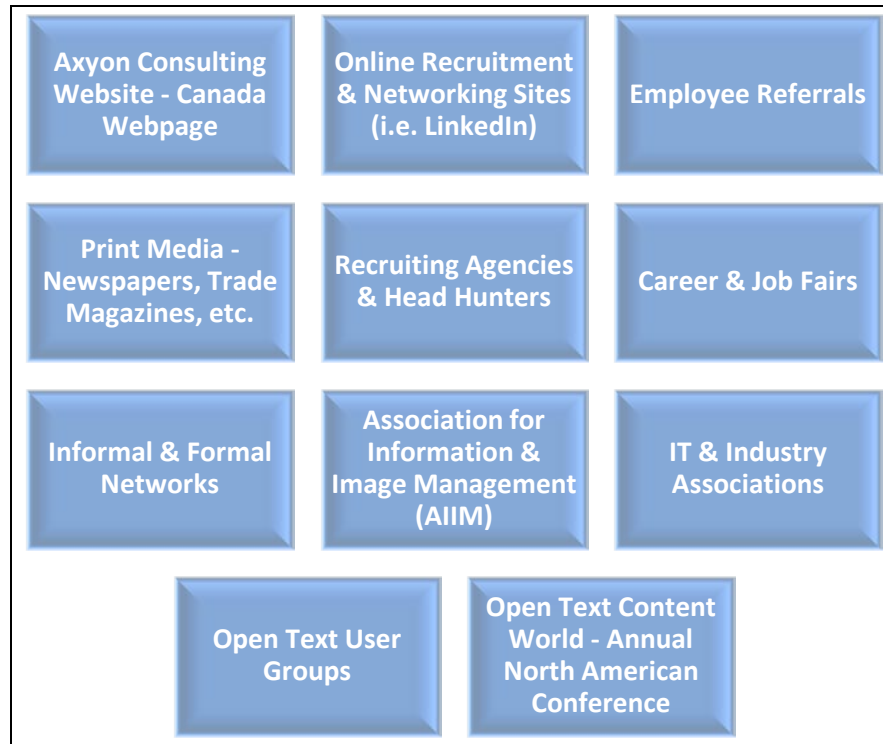 Axyon Consulting
Website - Canada
Webpage
Online Recruitment
& Networking Sites
(i.e. LinkedIn)
Employee Referrals
Print Media -
Newspapers, Trade
Magazines, etc.
Recruiting Agencies
& Head Hunters
Career & Job Fairs
Informal & Formal
Networks
Association for
Information &
Image Management
(AIIM)
IT & Industry
Associations
Open Text User
Groups
Open Text Content
World - Annual
North American
Conference